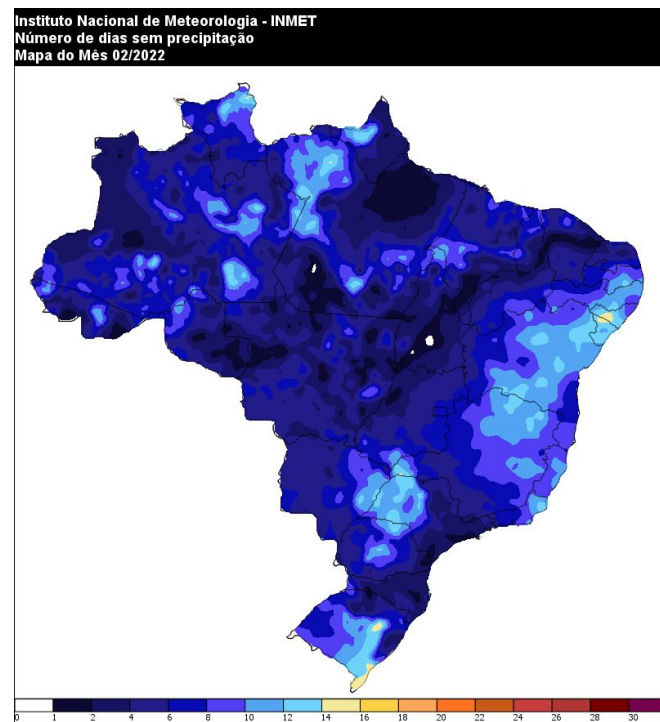 Instituto Nacional de Meteorologia - INMET
Número de dias sem precipitação
Mapa do Mês 02/2022
0 1 2 4 6 8 10 12 14 16 18 20 22 24 26 28 30